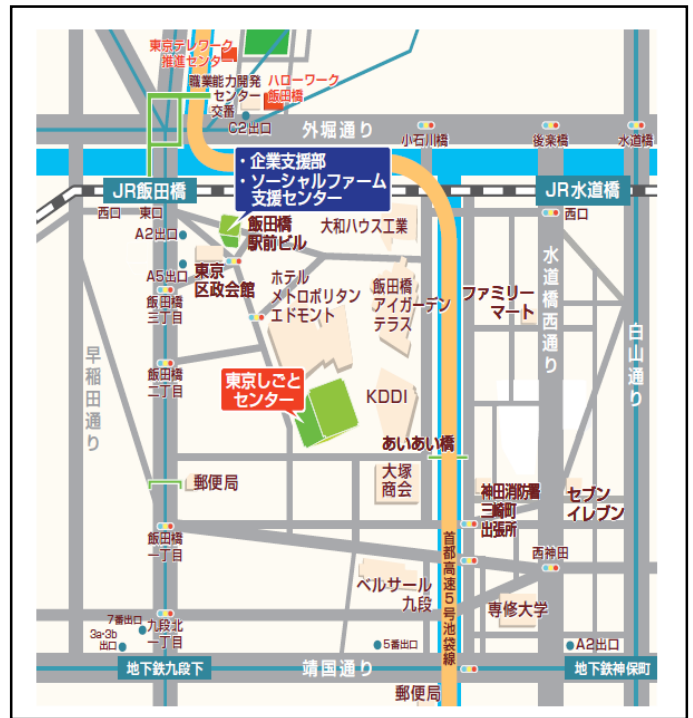 東京テレワーク
推進センター
職業能力開発
センター
ハローワーク
飯田橋
交番
C2出口
外堀通り
小石川橋
後楽橋
水道橋
・企業支援部
・ソーシャルファーム
支援センター
JR飯田橋
JR水道橋
西口
東口
西口
A2出口
飯田橋
駅前ビル
大和ハウス工業
A5出口
東京
区政会館
ホテル
メトロポリタン
エドモント
飯田橋
アイガーデン
テラス
ファミリー
マート
水道橋西通り
白山通り
飯田橋
三丁目
早稲田通り
飯田橋
二丁目
東京しごと
センター
KDDI
あいあい橋
郵便局
大塚
商会
神田消防署
三崎町
出張所
セブン
イレブン
飯田橋
一丁目
首都高速5号池袋線
西神田
ベルサール
九段
専修大学
7番出口
3a・3b
出口
九段北
一丁目
5番出口
A2出口
地下鉄九段下
靖国通り
地下鉄神保町
郵便局